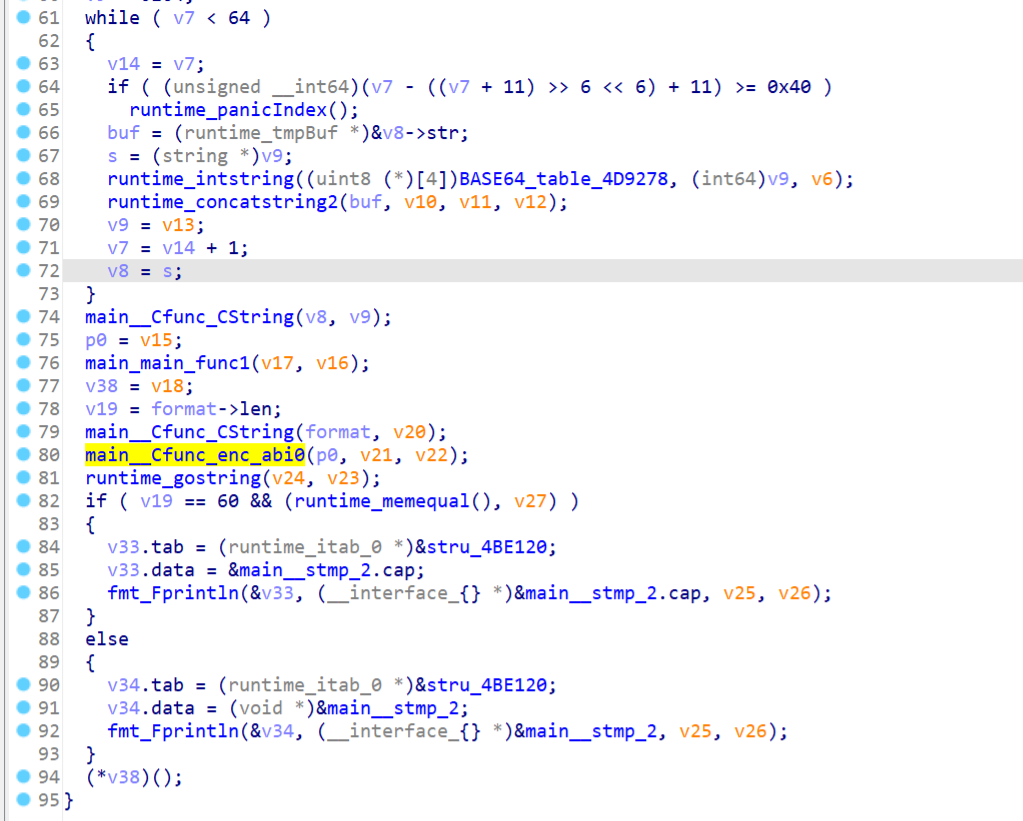 61 while ( v7 < 64 )
62 {
63 v14 = v7;
64 if ( (unsigned __int64)(v7 - ((v7 + 11) >> 6 << 6) + 11) >= 0x40 )
65 runtime_panicIndex();
66 buf = (runtime_tmpBuf *)&v8->str;
67 s = (string *)v9;
68 runtime_intstring((uint8 (*)[4])BASE64_table_4D9278, (int64)v9, v6);
69 runtime_concatstring2(buf, v10, v11, v12);
70 v9 = v13;
71 v7 = v14 + 1;
72 v8 = s;
73 }
74 main__Cfunc_CString(v8, v9);
75 p0 = v15;
76 main_main_func1(v17, v16);
77 v38 = v18;
78 v19 = format->len;
79 main__Cfunc_CString(format, v20);
80 main__Cfunc_enc_abi0(p0, v21, v22);
81 runtime_gostring(v24, v23);
82 if ( v19 == 60 && (runtime_memequal(), v27) )
83 {
84 v33.tab = (runtime_itab_0 *)&stru_4BE120;
85 v33.data = &main__stmp_2.cap;
86 fmt_Fprintln(&v33, (__interface_{} *)&main__stmp_2.cap, v25, v26);
87 }
88 else
89 {
90 v34.tab = (runtime_itab_0 *)&stru_4BE120;
91 v34.data = (void *)&main__stmp_2;
92 fmt_Fprintln(&v34, (__interface_{} *)&main__stmp_2, v25, v26);
93 }
94 (*v38)();
95 }